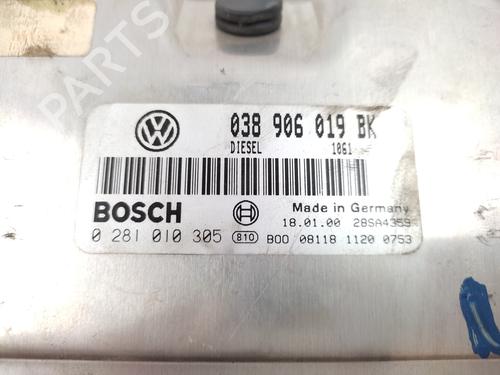 038 906 019 BK
DIESEL 1061
BOSCH
Made in Germany
18.01.00 28SA4359
0 281 010 305 810 B00 08118 1120 0753
B-PARTS